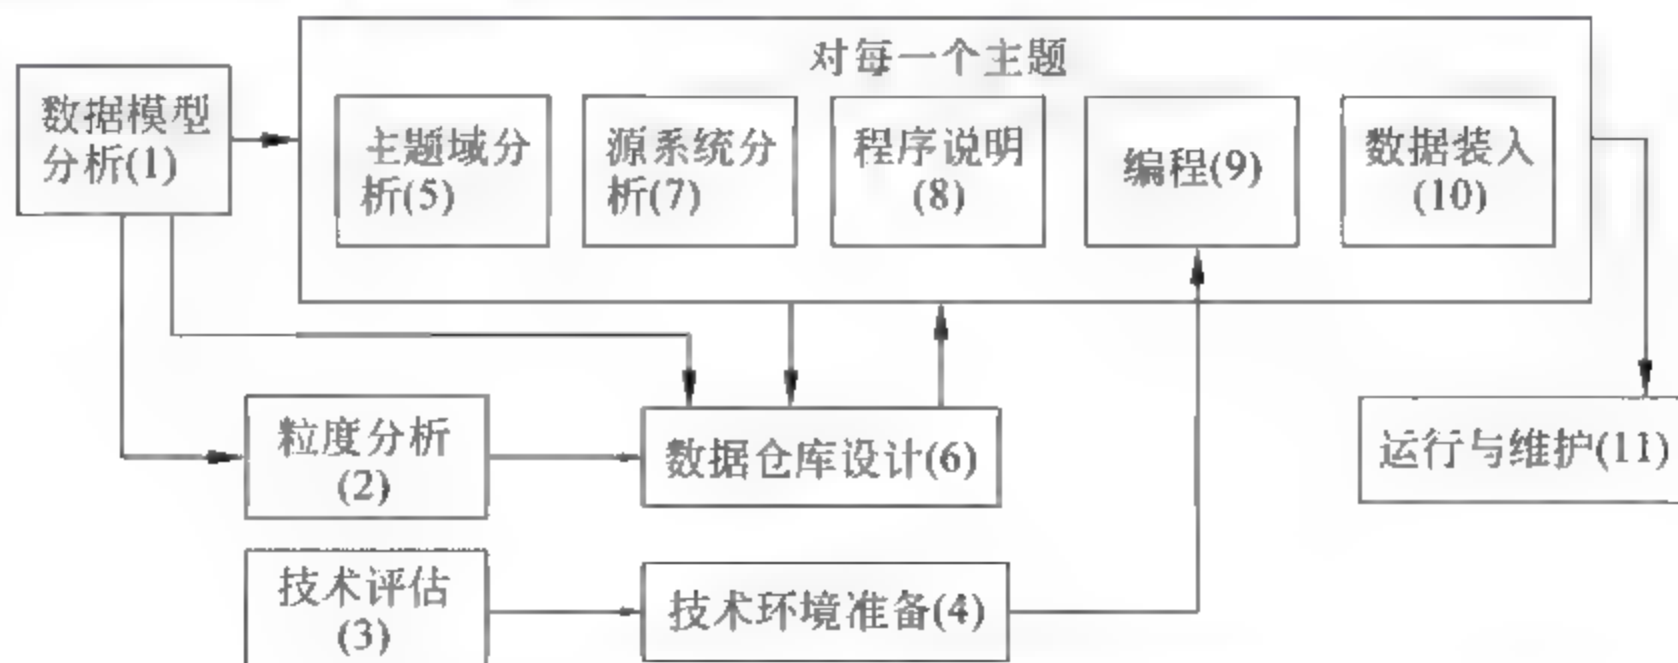 对每一个主题
数据模型
分析(1)
主题域分
析(5)
源系统分
析(7)
程序说明
(8)
编程(9)
数据装入
(10)
粒度分析
(2)
数据仓库设计(6)
运行与维护(11)
技术评估
(3)
技术环境准备(4)